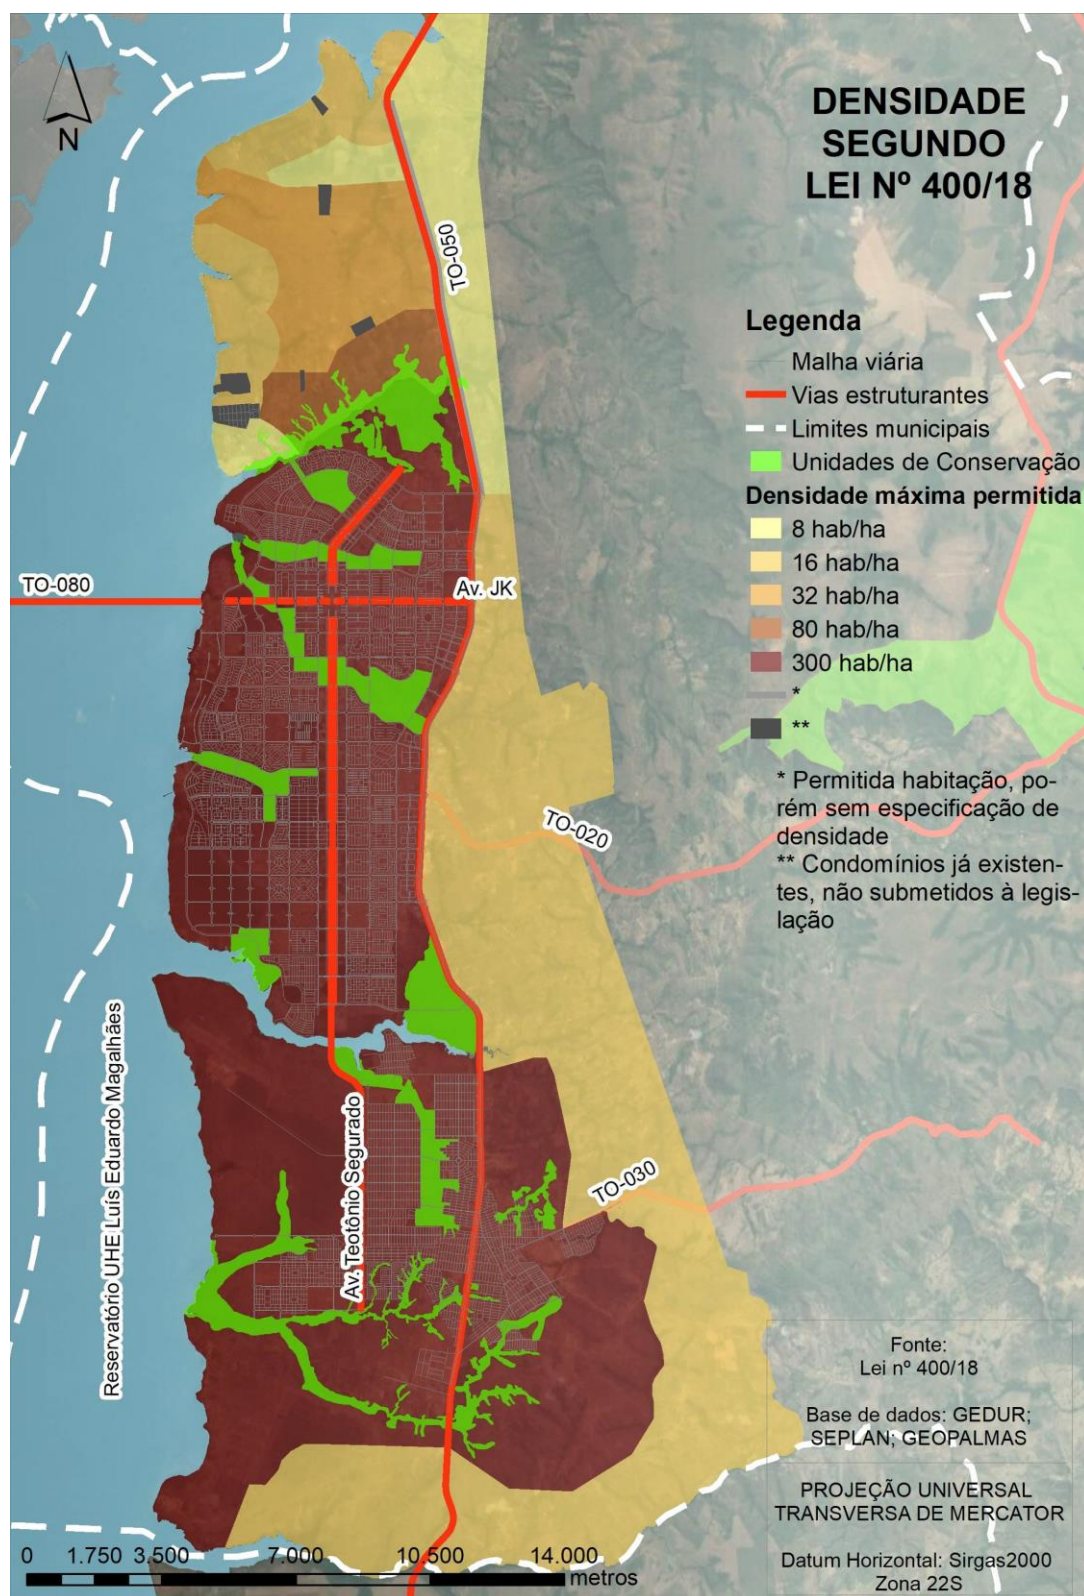 DENSIDADE
SEGUNDO
LEI Nº 400/18
N
TO-050
Legenda
Malha viária
Vias estruturantes
Limites municipais
Unidades de Conservação
Densidade máxima permitida
8 hab/ha
16 hab/ha
32 hab/ha
80 hab/ha
300 hab/ha
*
**
* Permitida habitação, po-
rém sem especificação de
densidade
** Condomínios já existen-
tes, não submetidos à legis-
lação
TO-080
Av. JK
TO-020
Reservatório UHE Luís Eduardo Magalhães
Av. Teotônio Segurado
TO-030
Fonte:
Lei nº 400/18
Base de dados: GEDUR;
SEPLAN; GEOPALMAS
PROJEÇÃO UNIVERSAL
TRANSVERSA DE MERCATOR
Datum Horizontal: Sirgas2000
Zona 22S
0 1.750 3.500 7.000 10.500 14.000
metros